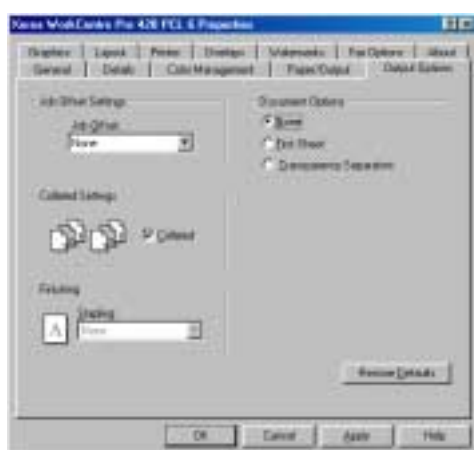 Xerox WorkCentre Pro 428 PCL 6 Properties
Graphics Layout Printer Overlays Watermarks Fax Options About
General Details Color Management Paper/Output Output Options
Job Offset Settings
Job Offset
None
Document Options
None
Exit Sheet
Transparency Separators
Collated Settings
Collated
Finishing
Stapling
A
None
Restore Defaults
OK Cancel Apply Help